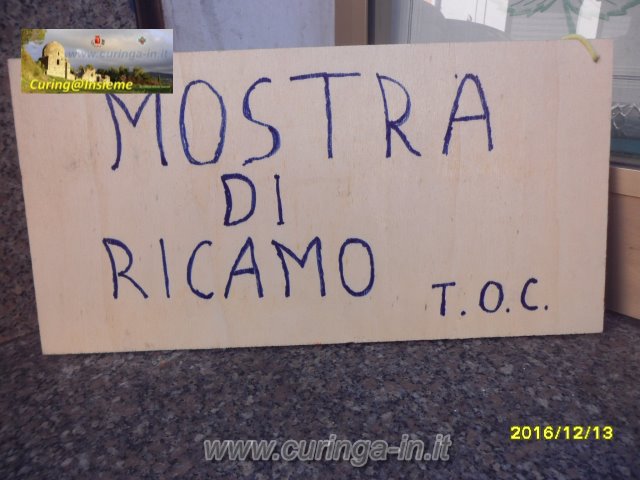 www.curinga-in.it
Curing@Insieme
MOSTRA
DI
RICAMO
T.O.C.
2016/12/13
www.curinga-in.it